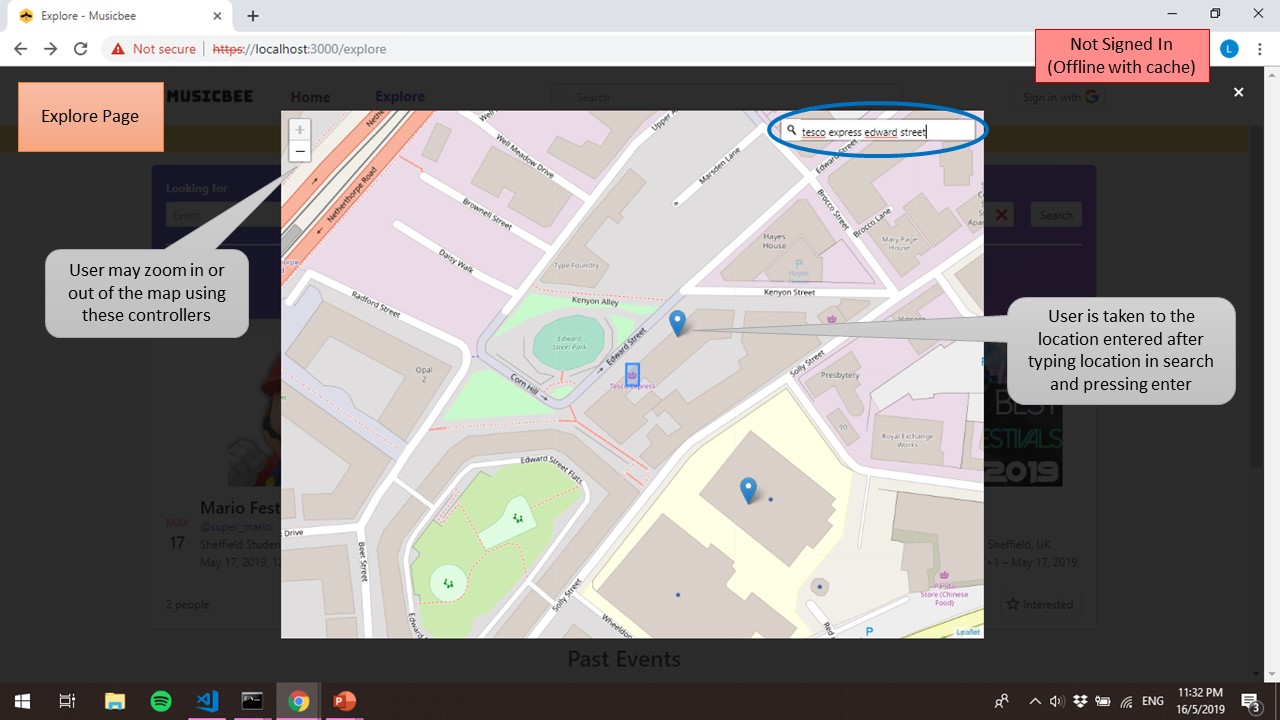 Explore - Musicbee
Not secure
https://localhost:3000/explore
L
Not Signed In
(Offline with cache)
Explore Page
MUSICBEE
Home
Explore
Search
Sign in with G
Looking for
Event
Search
+
−
tesco express edward street
User may zoom in or
out of the map using
these controllers
User is taken to the
location entered after
typing location in search
and pressing enter
Netherthorpe Road
Well Meadow Drive
Brownell Street
Daisy Walk
Radford Street
Marsden Lane
Edward Street
Brocco Street
Brocco Lane
Hayes
House
Mary Page
House
P
Type Foundry
Kenyon Alley
Kenyon Street
Edward
Street Park
Edward Street
Corn Hill
Tesco Express
Opal
2
Solly Street
Presbytery
90
Royal Exchange
Works
Edward Street Flats
Beet Street
Solly Street
Panda
Store (Chinese
Food)
P
Leaflet
BEST
FESTIVALS
2019
Mario Fest
@super_mario
MAY
17
May 17, 2019, 12
2 people
Sheffield, UK
+1 – May 17, 2019,
Interested
Past Events
ENG
11:32 PM
16/5/2019
3